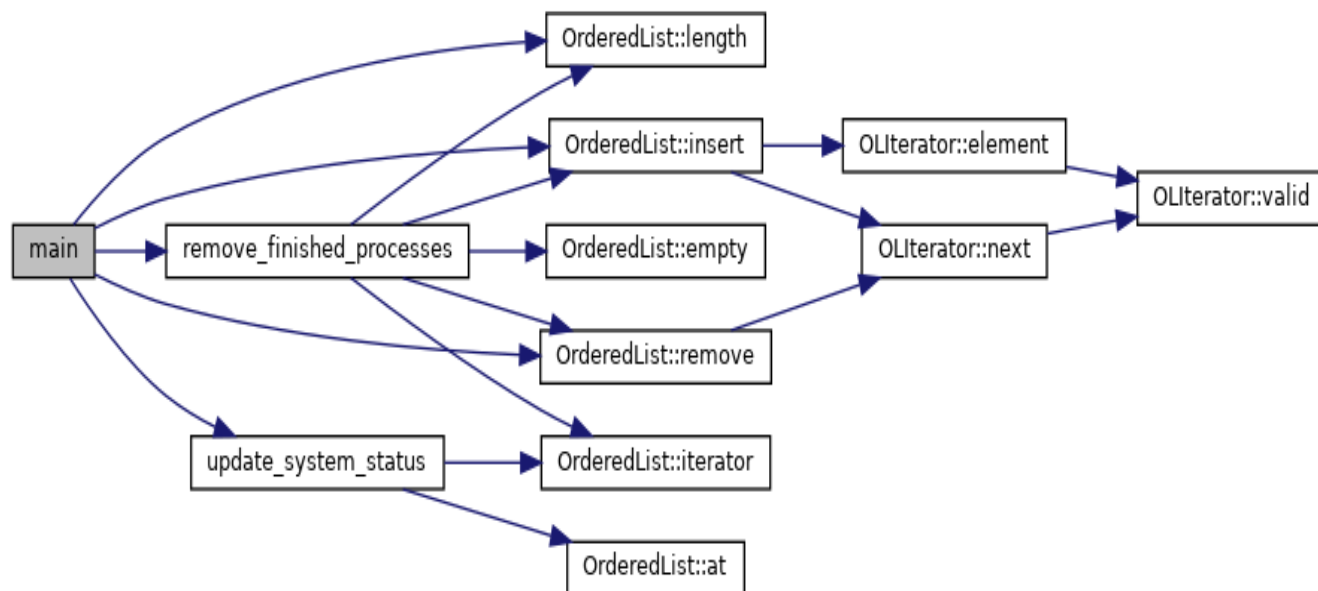 OrderedList::length
OrderedList::insert
OLIterator::element
OLIterator::valid
main
remove_finished_processes
OrderedList::empty
OLIterator::next
OrderedList::remove
update_system_status
OrderedList::iterator
OrderedList::at